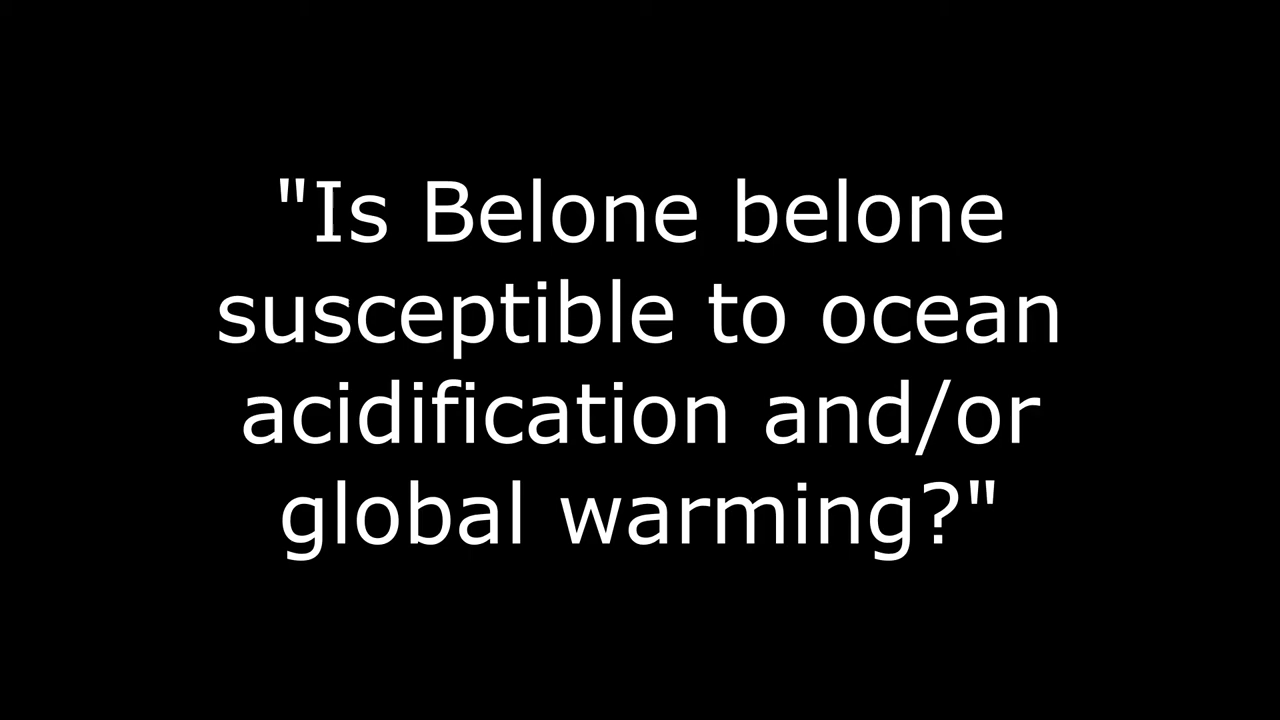 "Is Belone belone
susceptible to ocean
acidification and/or
global warming?"